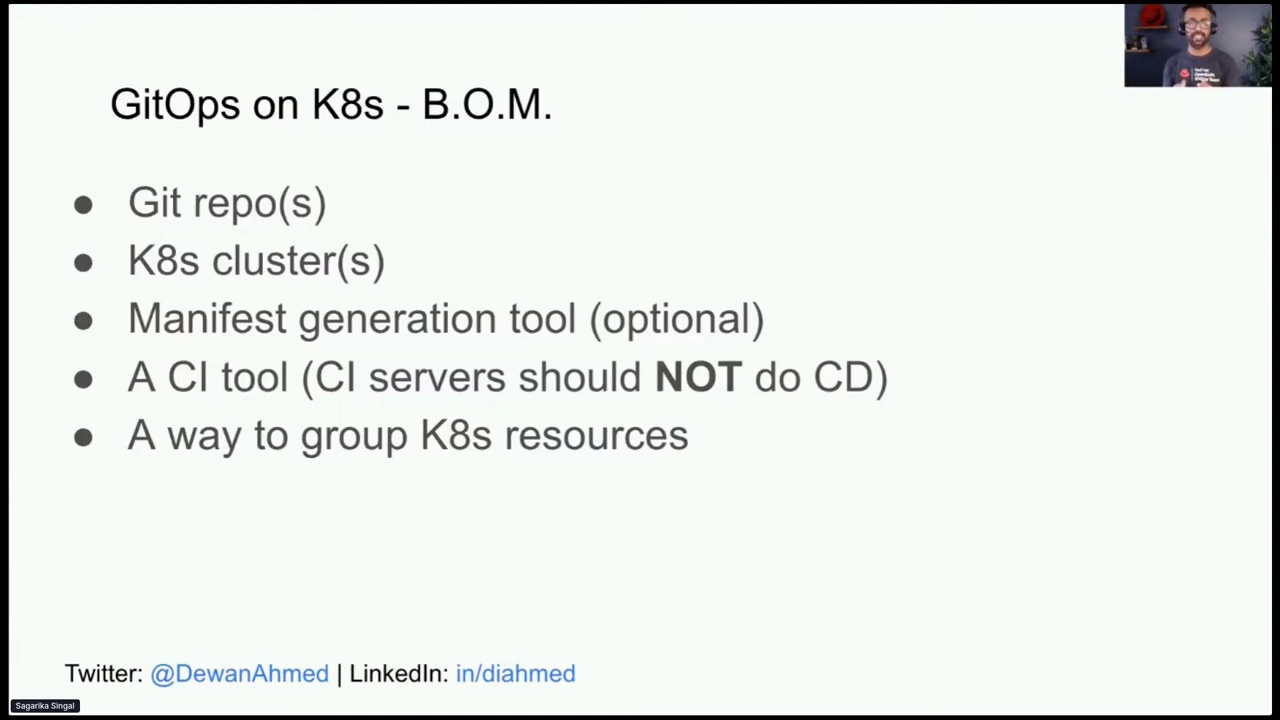 GitOps on K8s - B.O.M.
● Git repo(s)
● K8s cluster(s)
● Manifest generation tool (optional)
● A CI tool (CI servers should NOT do CD)
● A way to group K8s resources
Twitter: @DewanAhmed | LinkedIn: in/diahmed
Sagarika Singal